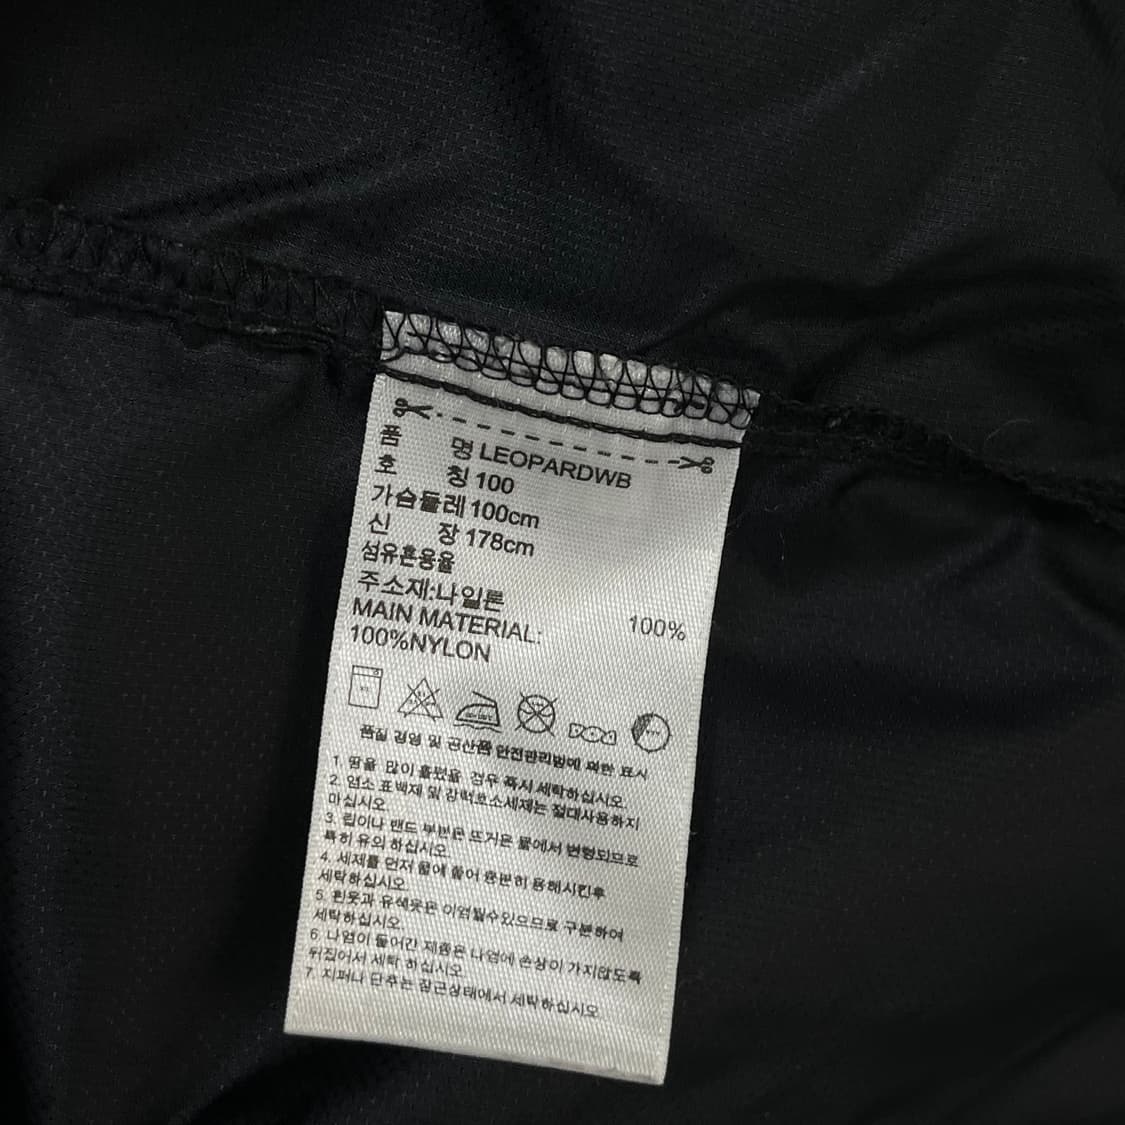 품 명 LEOPARDWB
호 칭 100
가슴둘레 100cm
신 장 178cm
섬유혼용율
주소재:나일론 100%
MAIN MATERIAL:
100%NYLON
품질 경영 및 공산품 안전관리법에 의한 표시
1. 땀을 많이 흘렸을 경우 즉시 세탁하십시오.
2. 염소 표백제 및 강력효소세제는 절대사용하지
마십시오.
3. 립이나 밴드 부분은 뜨거운 물에서 변형되므로
특히 유의 하십시오.
4. 세제를 먼저 물에 풀어 충분히 용해시킨후
세탁하십시오.
5. 흰옷과 유색옷은 이염될수있으므로 구분하여
세탁하십시오.
6. 나염이 들어간 제품은 나염에 손상이 가지않도록
뒤집어서 세탁 하십시오.
7. 지퍼나 단추는 잠근상태에서 세탁하십시오.